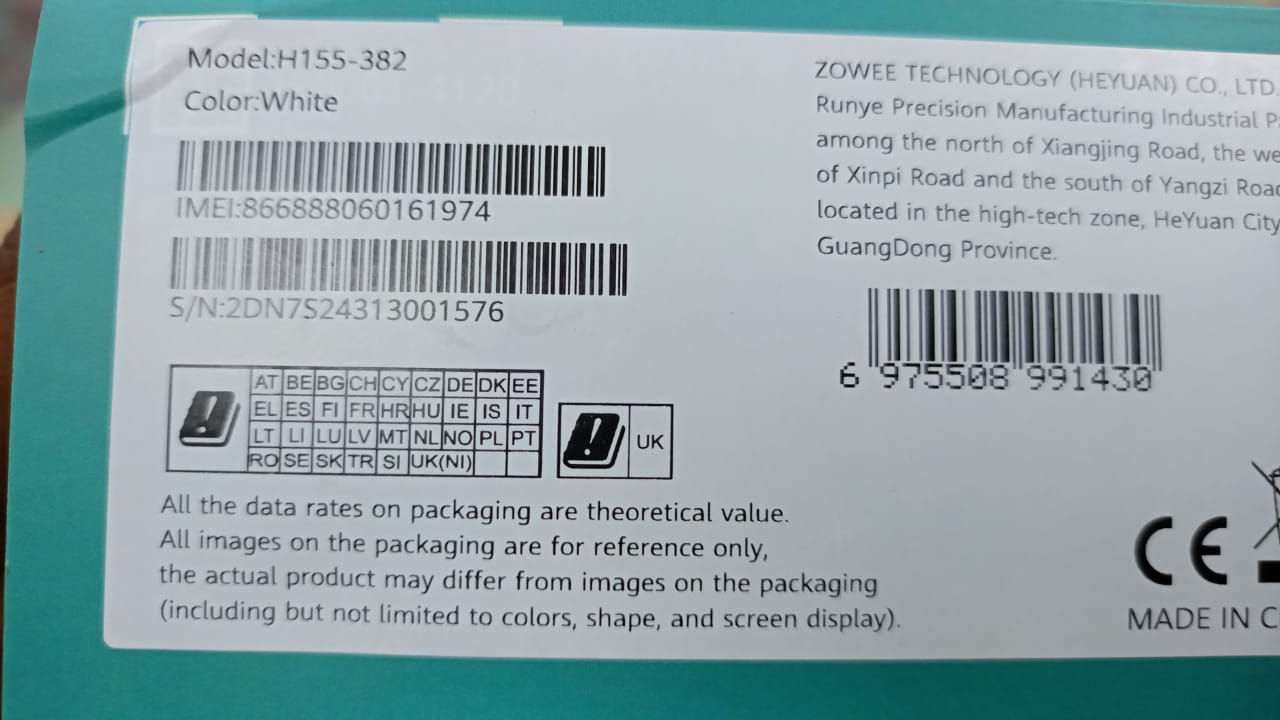 Model:H155-382
Color:White
IMEI:866888060161974
S/N:2DN7S24313001576
AT BE BG CH CY CZ DE DK EE
EL ES FI FR HR HU IE IS IT
LT LI LU LV MT NL NO PL PT
RO SE SK TR SI UK(NI)
UK
All the data rates on packaging are theoretical value.
All images on the packaging are for reference only,
the actual product may differ from images on the packaging
(including but not limited to colors, shape, and screen display).
ZOWEE TECHNOLOGY (HEYUAN) CO., LTD.
Runye Precision Manufacturing Industrial
among the north of Xiangjing Road, the
of Xinpi Road and the south of Yangzi
located in the high-tech zone, HeYuan City
GuangDong Province.
6 975508 991430
CE
MADE IN